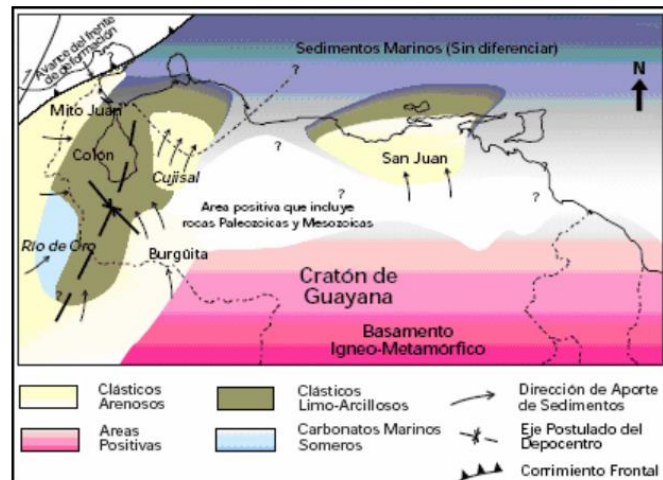 Sedimentos Marinos (Sin diferenciar)
Avance del frente
de deformación
N
?
Mito Juan
Colón
Cujisal
San Juan
?
?
?
?
Area positiva que incluye
rocas Paleozoicas y Mesozoicas
Río de Oro
Burgüita
?
Cratón de
Guayana
Basamento
Igneo-Metamórfico
Clásticos
Arenosos
Clásticos
Limo-Arcillosos
Dirección de Aporte
de Sedimentos
Areas
Positivas
Carbonatos Marinos
Someros
Eje Postulado del
Depocentro
Corrimiento Frontal